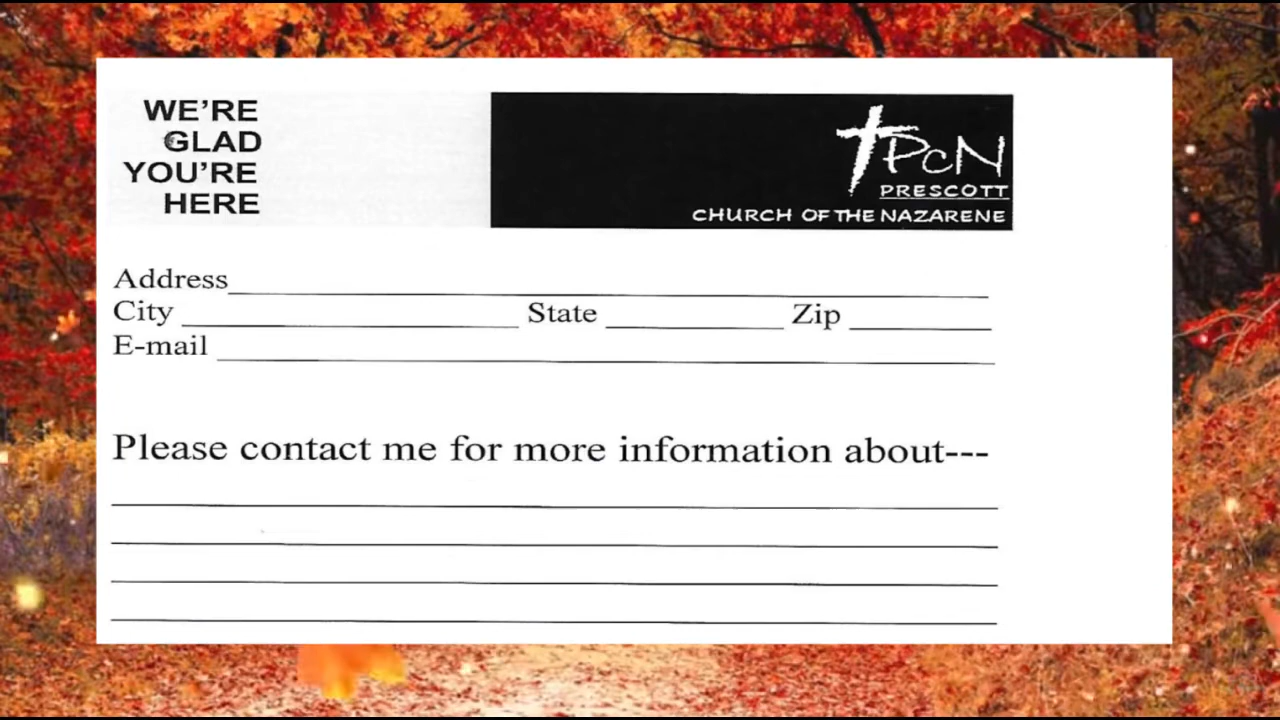 WE'RE
GLAD
YOU'RE
HERE
PCN
PRESCOTT
CHURCH OF THE NAZARENE
Address
City State Zip
E-mail
Please contact me for more information about---